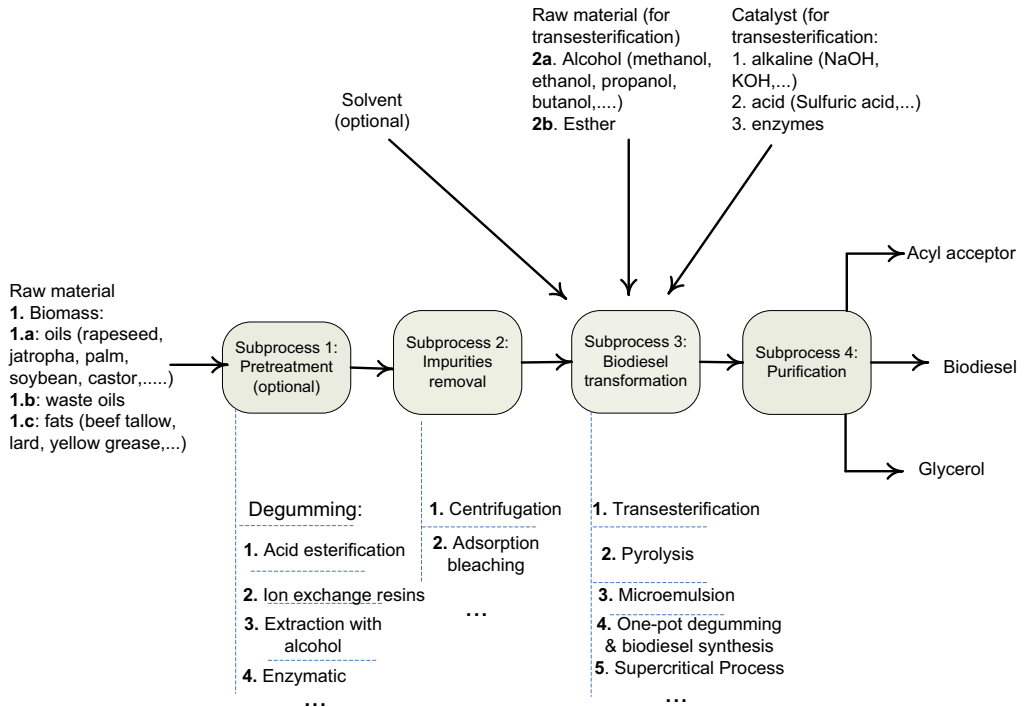 Raw material (for
transesterification)
2a. Alcohol (methanol,
ethanol, propanol,
butanol,....)
2b. Esther
Catalyst (for
transesterification:
1. alkaline (NaOH,
KOH,...)
2. acid (Sulfuric acid,...)
3. enzymes
Solvent
(optional)
Raw material
1. Biomass:
1.a: oils (rapeseed,
jatropha, palm,
soybean, castor,.....)
1.b: waste oils
1.c: fats (beef tallow,
lard, yellow grease,...)
Subprocess 1:
Pretreatment
(optional)
Subprocess 2:
Impurities
removal
Subprocess 3:
Biodiesel
transformation
Subprocess 4:
Purification
Acyl acceptor
Biodiesel
Glycerol
Degumming:
1. Acid esterification
2. Ion exchange resins
3. Extraction with
alcohol
4. Enzymatic
...
1. Centrifugation
2. Adsorption
bleaching
...
1. Transesterification
2. Pyrolysis
3. Microemulsion
4. One-pot degumming
& biodiesel synthesis
5. Supercritical Process
...